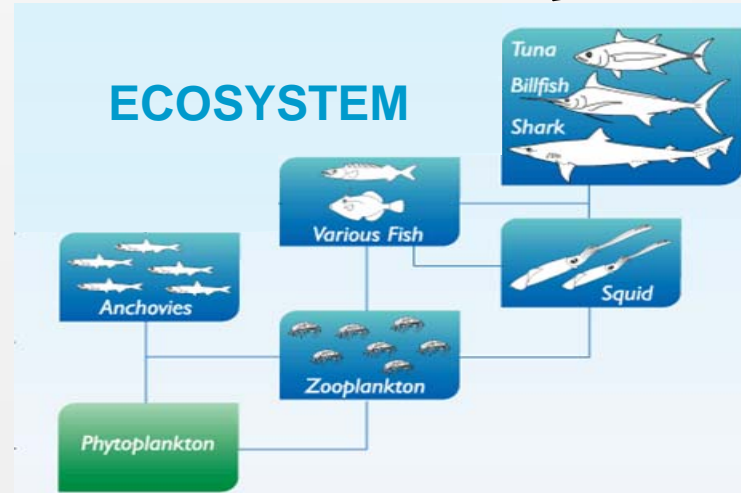 ECOSYSTEM
Tuna
Billfish
Shark
Various Fish
Anchovies
Squid
Zooplankton
Phytoplankton